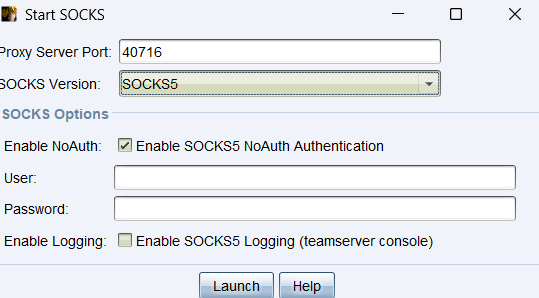 Start SOCKS
Proxy Server Port: 40716
SOCKS Version: SOCKS5
SOCKS Options
Enable NoAuth: Enable SOCKS5 NoAuth Authentication
User:
Password:
Enable Logging: Enable SOCKS5 Logging (teamserver console)
Launch Help